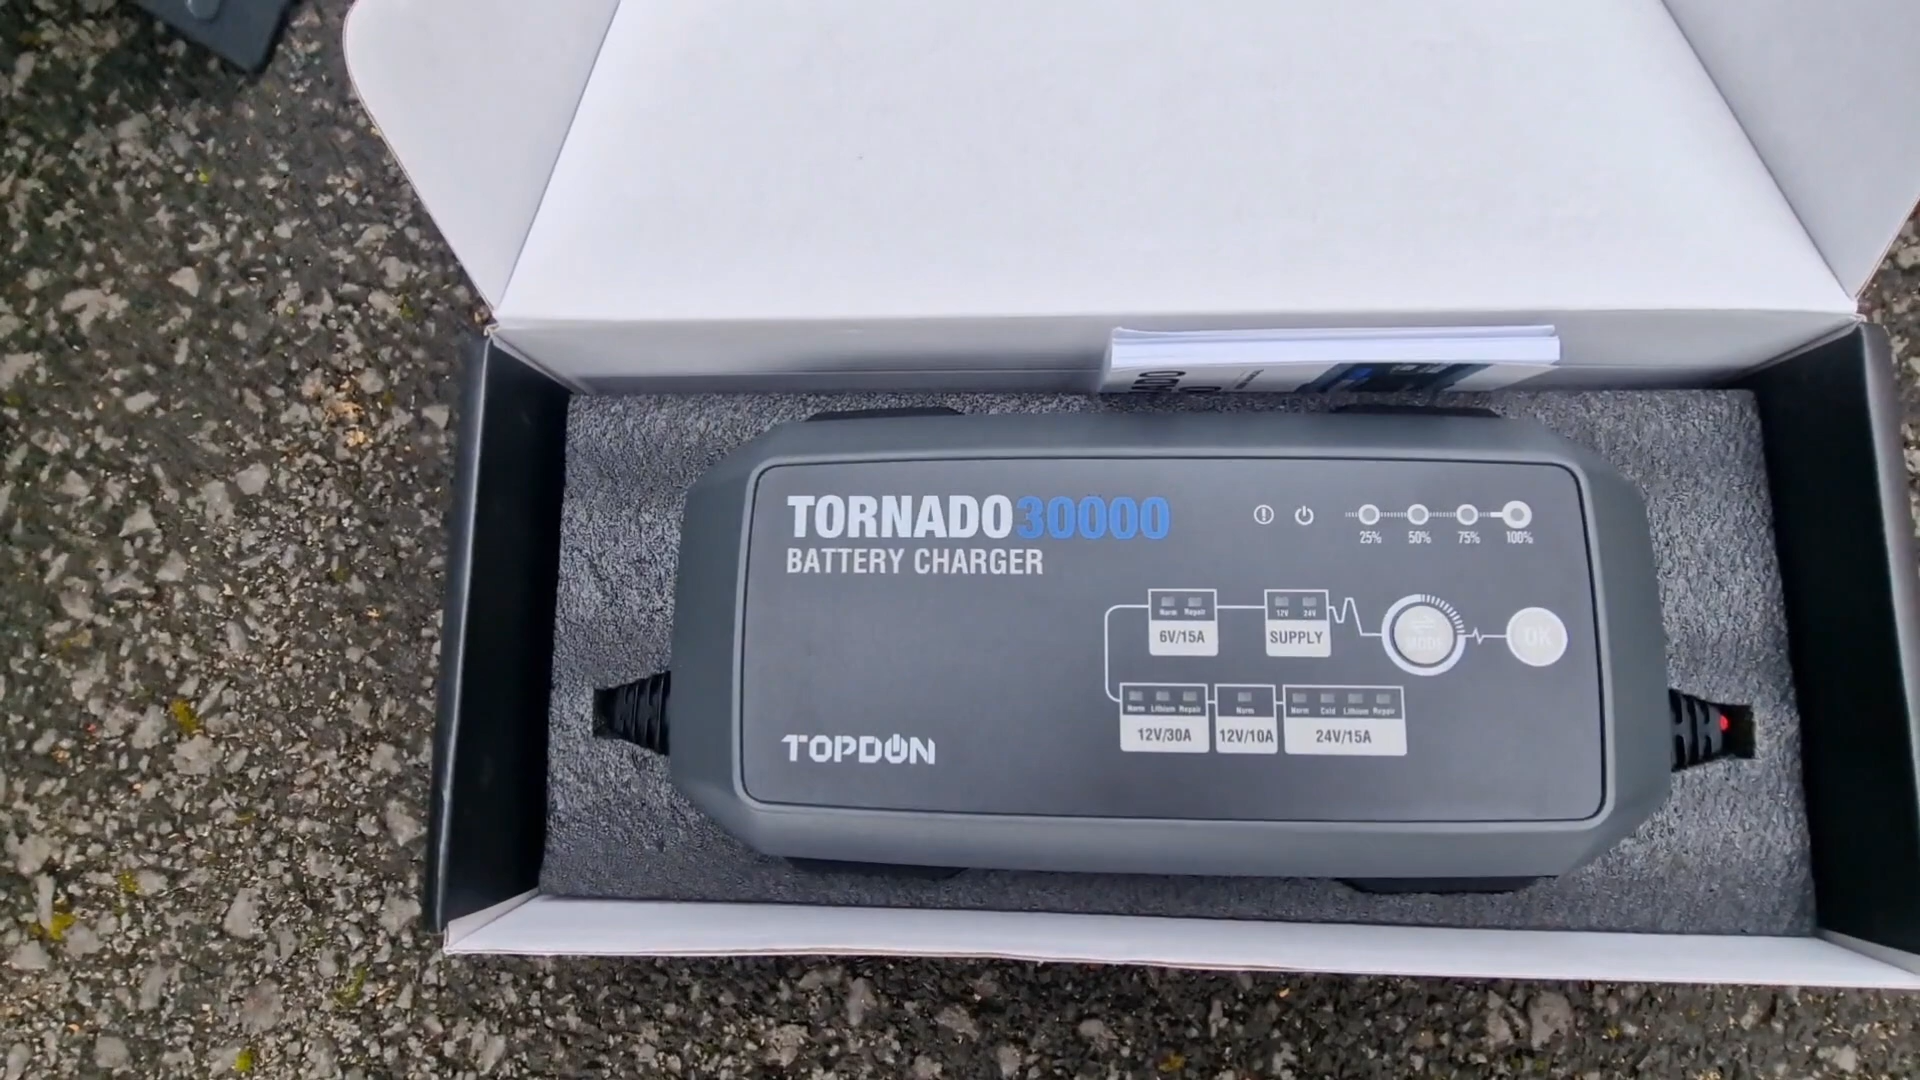 TORNADO30000
BATTERY CHARGER
25% 50% 75% 100%
Norm Repair
6V/15A
12V 24V
SUPPLY
MODE
OK
Norm Lithium Repair
12V/30A
Norm
12V/10A
Norm Cold Lithium Repair
24V/15A
TOPDON